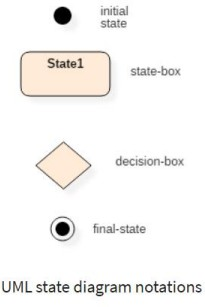 initial
state
State1
state-box
decision-box
final-state
UML state diagram notations